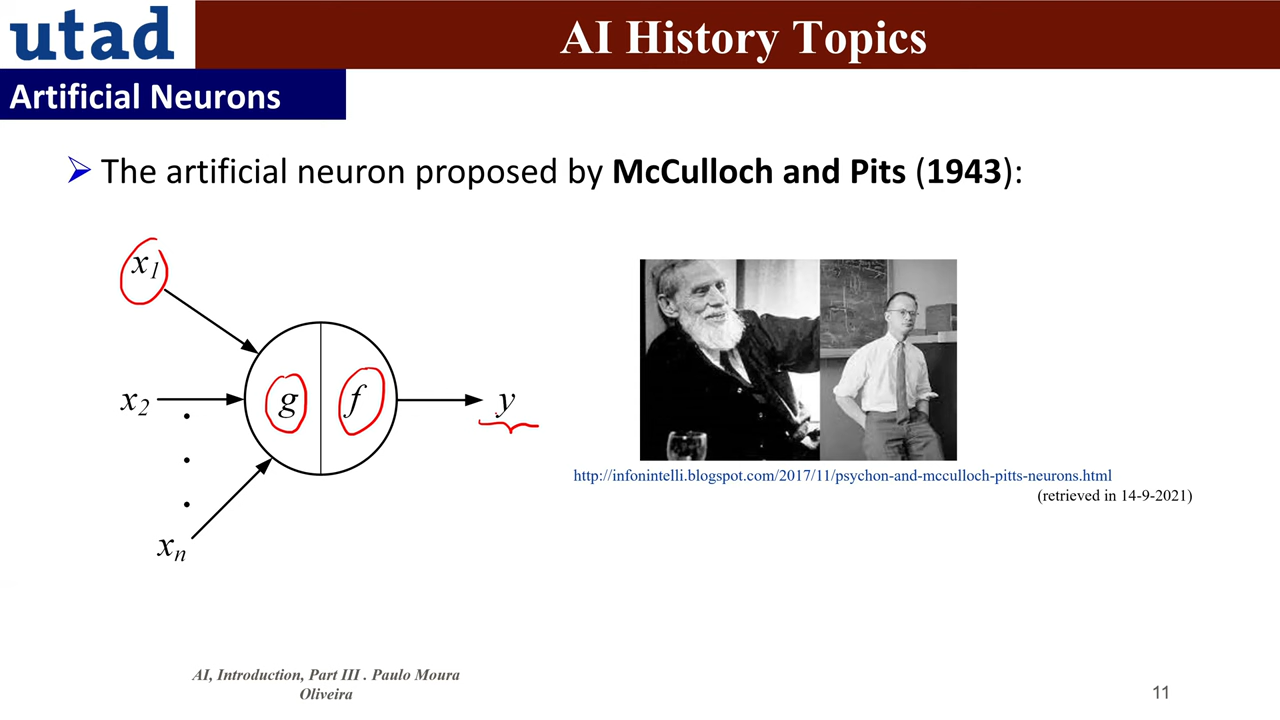 utad
AI History Topics
Artificial Neurons
The artificial neuron proposed by McCulloch and Pits (1943):
x1
x2
xn
g
f
y
http://infonintelli.blogspot.com/2017/11/psychon-and-mcculloch-pitts-neurons.html
(retrieved in 14-9-2021)
AI, Introduction, Part III . Paulo Moura
Oliveira
11